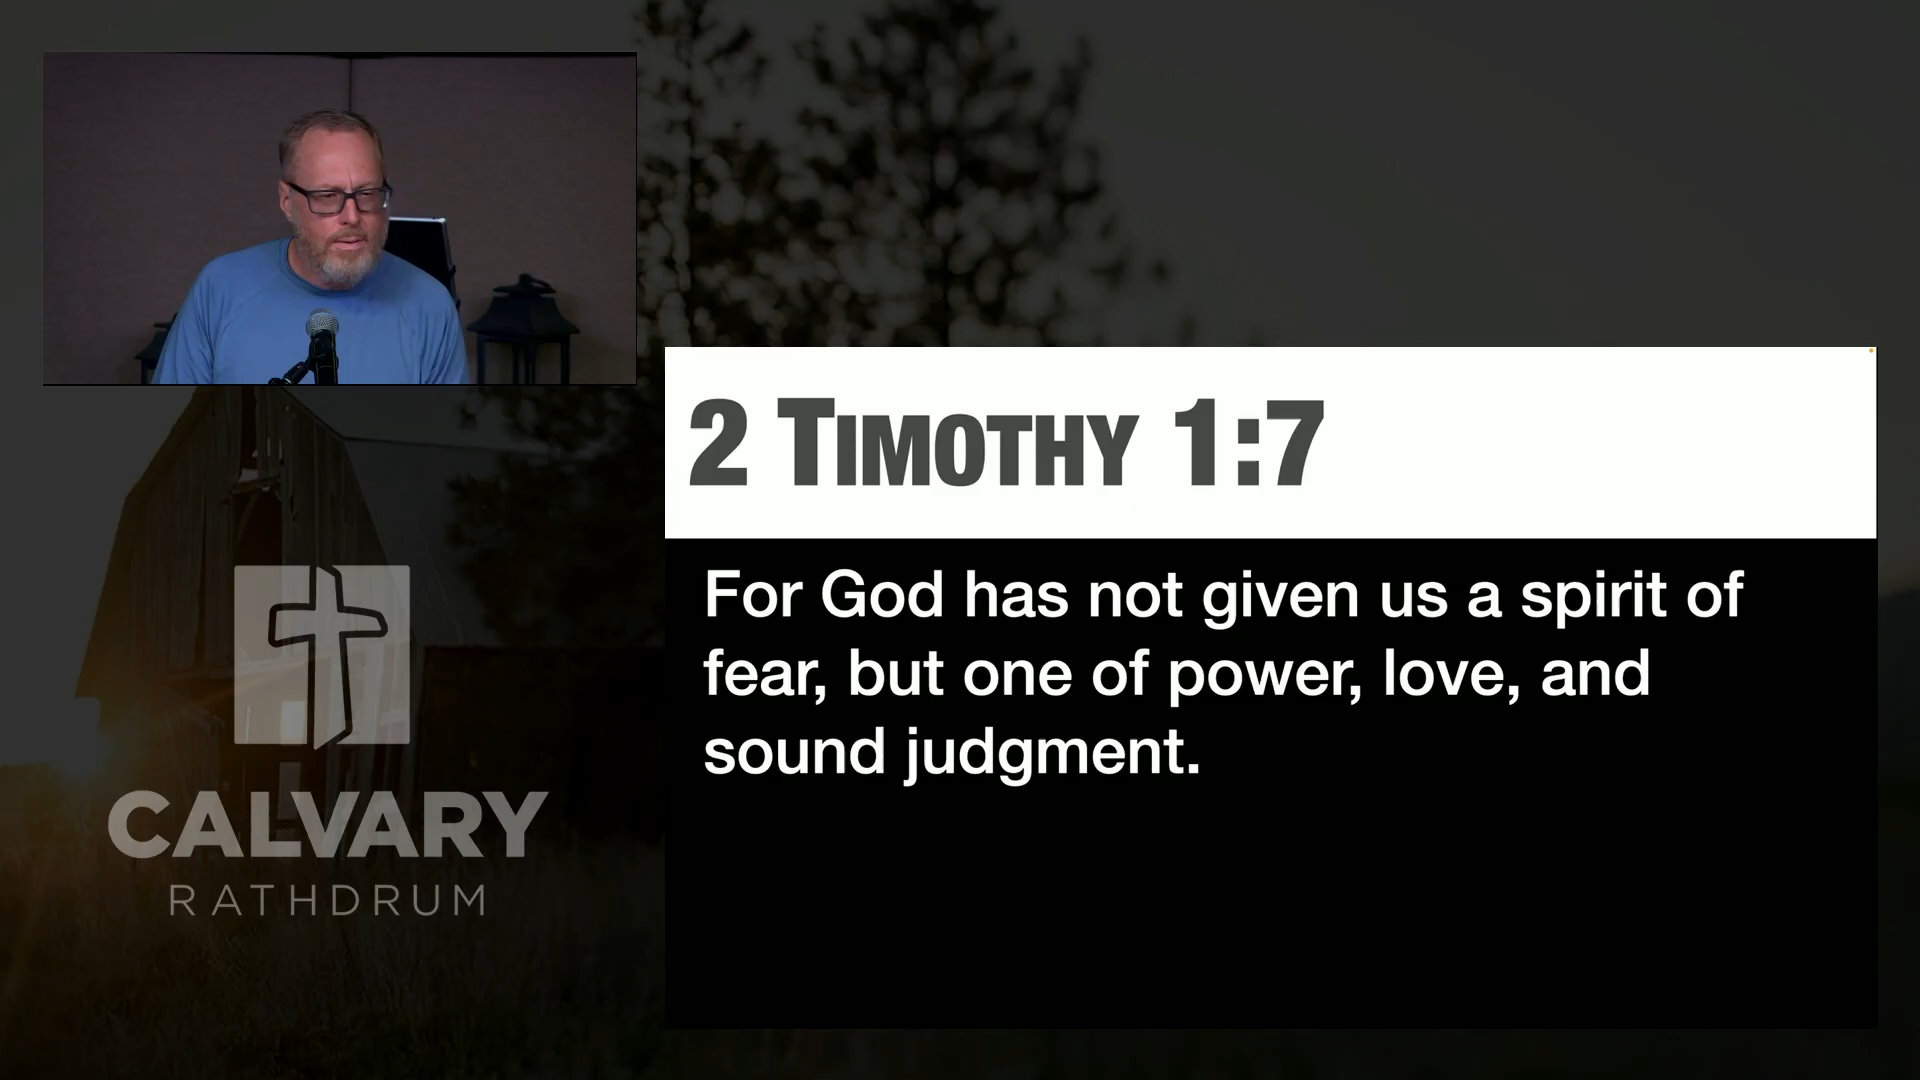 2 TIMOTHY 1:7
For God has not given us a spirit of
fear, but one of power, love, and
sound judgment.
CALVARY
RATHDRUM